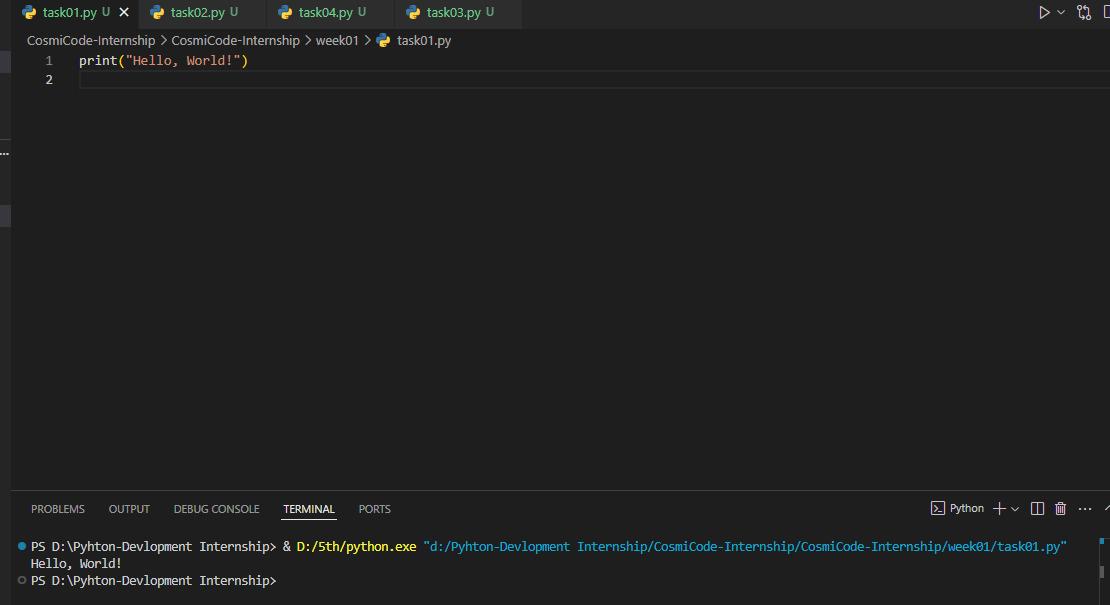 task01.py U task02.py U task04.py U task03.py U
CosmiCode-Internship > CosmiCode-Internship > week01 > task01.py
1 print("Hello, World!")
2
PROBLEMS OUTPUT DEBUG CONSOLE TERMINAL PORTS Python
PS D:\Pyhton-Devlopment Internship> & D:/5th/python.exe "d:/Pyhton-Devlopment Internship/CosmiCode-Internship/CosmiCode-Internship/week01/task01.py"
Hello, World!
PS D:\Pyhton-Devlopment Internship>